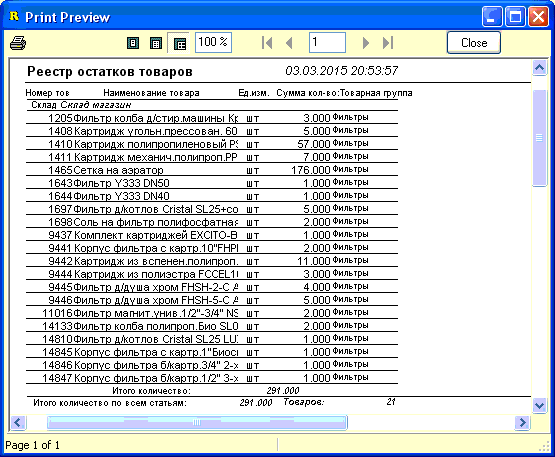 R Print Preview
100 % 1 Close
Реестр остатков товаров 03.03.2015 20:53:57
Номер тов Наименование товара Ед.изм. Сумма кол-во: Товарная группа
Склад Склад магазин
1205 Фильтр колба д/стир.машины Кр шт 3.000 Фильтры
1408 Картридж угольн.прессован. 60 шт 5.000 Фильтры
1410 Картридж полипропиленовый PS шт 57.000 Фильтры
1411 Картридж механич.полипроп.PP шт 7.000 Фильтры
1465 Сетка на аэратор шт 176.000 Фильтры
1643 Фильтр Y333 DN50 шт 1.000 Фильтры
1644 Фильтр Y333 DN40 шт 1.000 Фильтры
1697 Фильтр д/котлов Cristal SL25+со шт 5.000 Фильтры
1698 Соль на фильтр полифосфатная шт 2.000 Фильтры
9437 Комплект картриджей EXCITO-B шт 1.000 Фильтры
9441 Корпус фильтра с картр.10"FHPI шт 2.000 Фильтры
9442 Картридж из вспенен.полипроп. шт 11.000 Фильтры
9444 Картридж из полиэстра FCCEL1 шт 3.000 Фильтры
9445 Фильтр д/душа хром FHSH-2-C А шт 4.000 Фильтры
9446 Фильтр д/душа хром FHSH-5-C А шт 5.000 Фильтры
11016 Фильтр магнит.унив.1/2"-3/4" NS шт 2.000 Фильтры
14133 Фильтр колба полипроп.Био SL0 шт 2.000 Фильтры
14810 Фильтр д/котлов Cristal SL25 LU шт 1.000 Фильтры
14845 Корпус фильтра с картр.1"Биос шт 1.000 Фильтры
14846 Корпус фильтра б/картр.3/4" 2-х шт 1.000 Фильтры
14847 Корпус фильтра б/картр.1/2" 3-х шт 1.000 Фильтры
Итого количество: 291.000
Итого количество по всем статьям: 291.000 Товаров: 21
Page 1 of 1